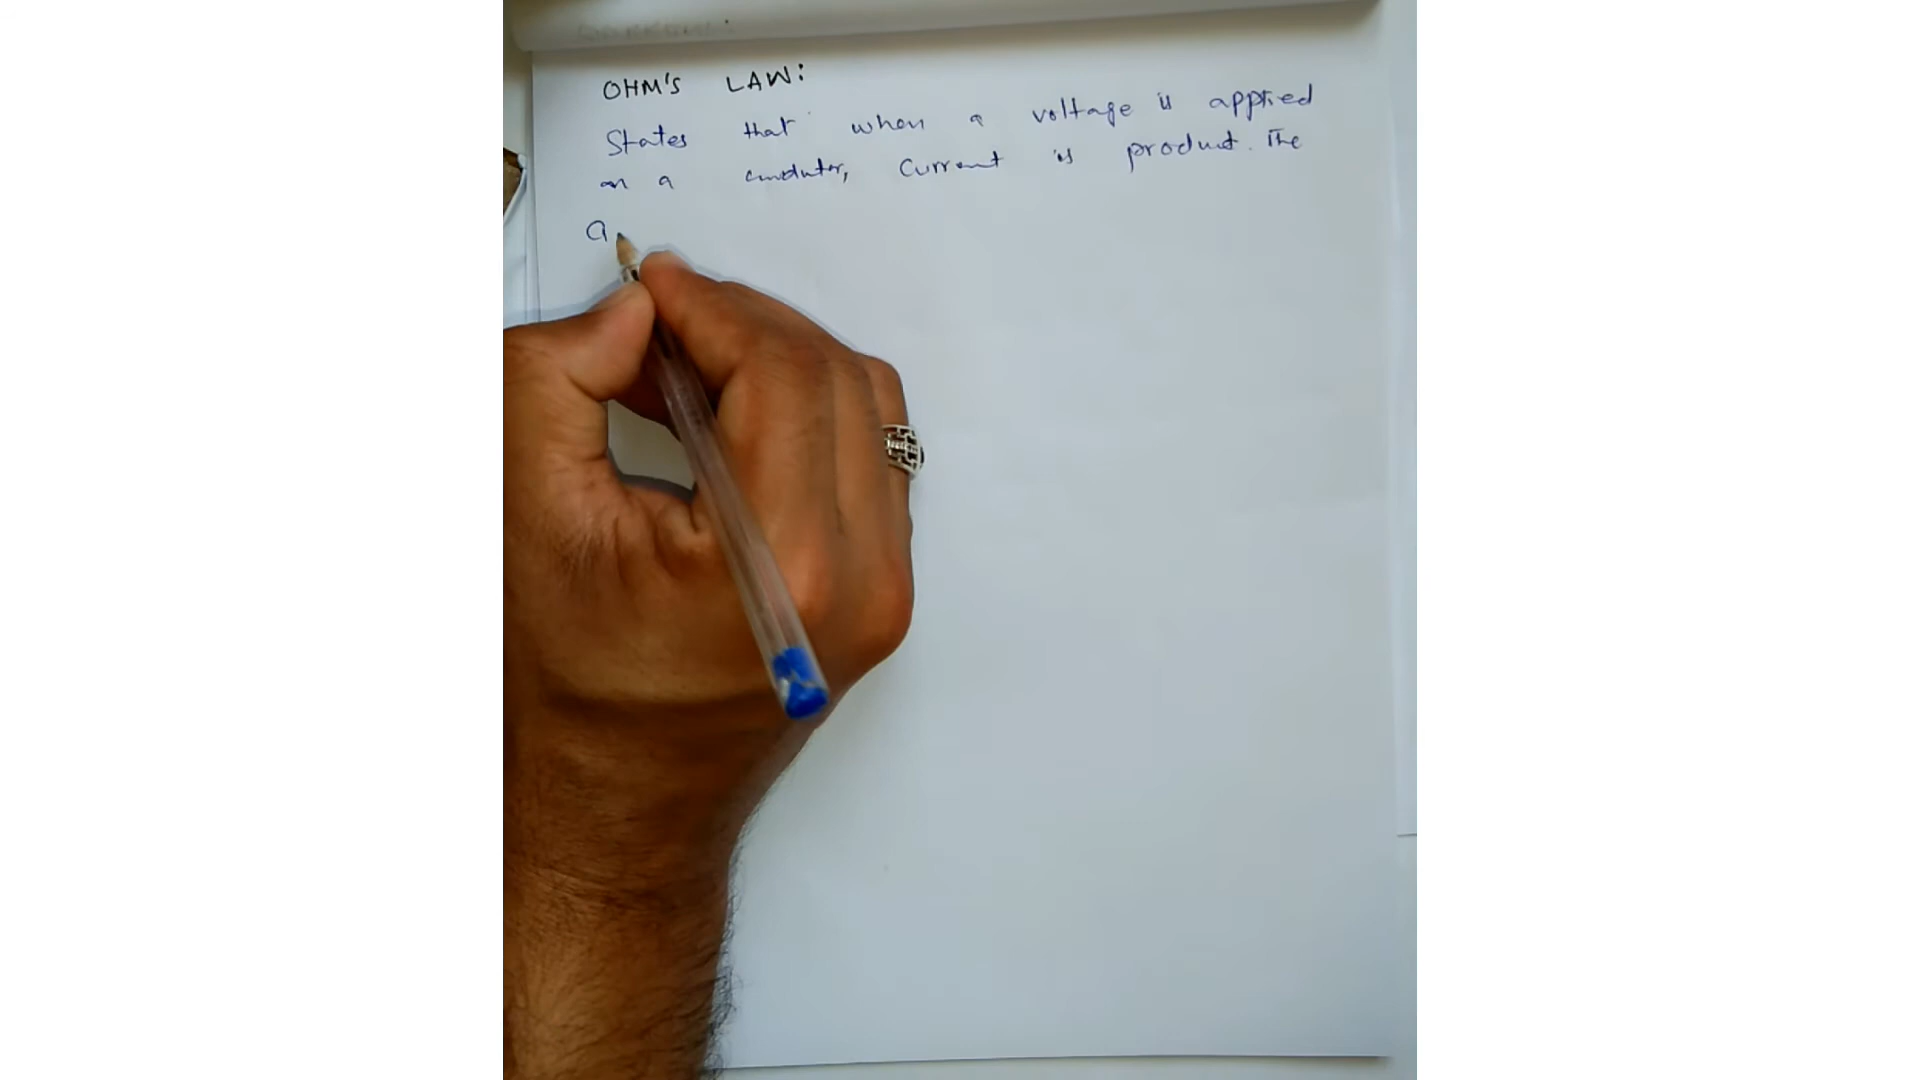 OHM'S LAW:
States that when a voltage is applied
on a conductor, current is product. The
a